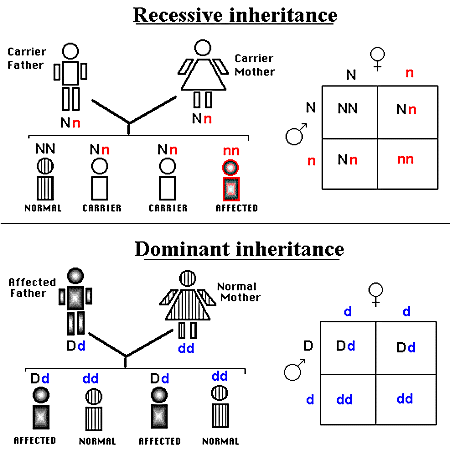 Recessive inheritance
Carrier
Father
Carrier
Mother
Nn
Nn
NN Nn Nn nn
NORMAL CARRIER CARRIER AFFECTED
N n
N NN Nn
n Nn nn
Dominant inheritance
Affected
Father
Normal
Mother
Dd
dd
Dd dd Dd dd
AFFECTED NORMAL AFFECTED NORMAL
d d
D Dd Dd
d dd dd